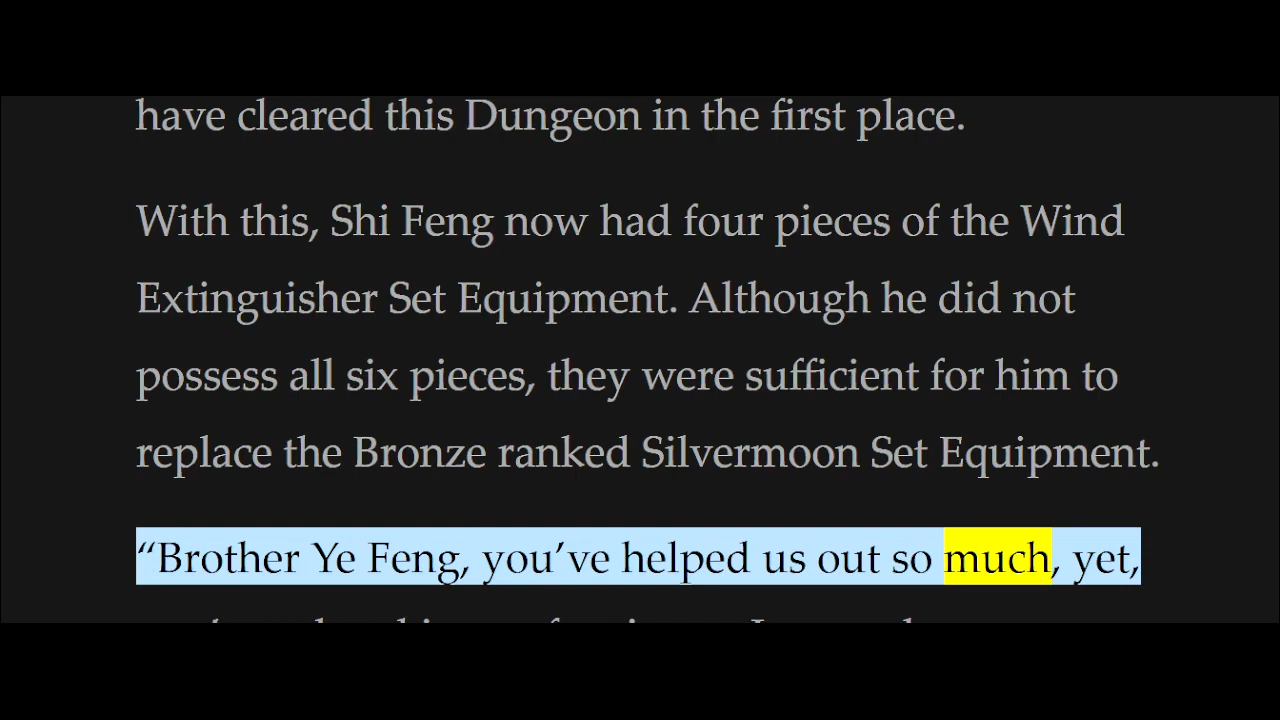 have cleared this Dungeon in the first place.
With this, Shi Feng now had four pieces of the Wind
Extinguisher Set Equipment. Although he did not
possess all six pieces, they were sufficient for him to
replace the Bronze ranked Silvermoon Set Equipment.
“Brother Ye Feng, you’ve helped us out so much, yet,